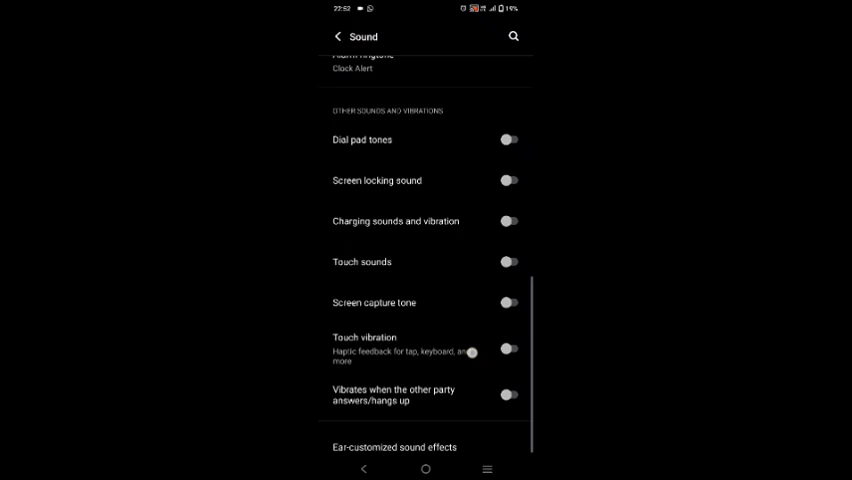 22:52 19%
Sound
Alarm ringtone
Clock Alert
OTHER SOUNDS AND VIBRATIONS
Dial pad tones
Screen locking sound
Charging sounds and vibration
Touch sounds
Screen capture tone
Touch vibration
Haptic feedback for tap, keyboard, and
more
Vibrates when the other party
answers/hangs up
Ear-customized sound effects